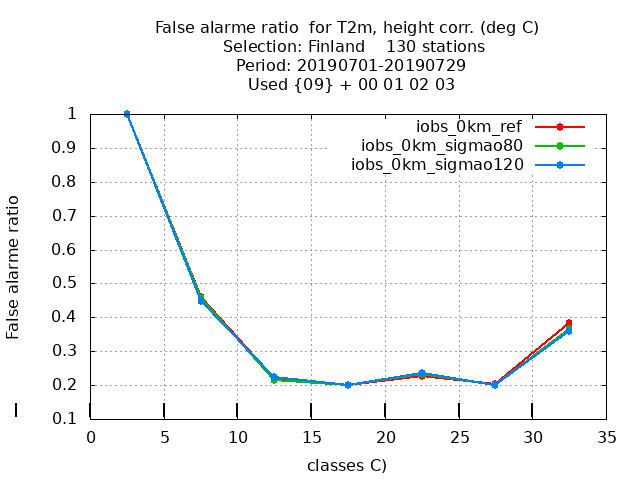 False alarme ratio  for T2m, height corr. (deg C)
Selection: Finland    130 stations
Period: 20190701-20190729
Used {09} + 00 01 02 03
iobs_0km_ref
iobs_0km_sigmao80
iobs_0km_sigmao120
1
0.9
0.8
0.7
0.6
0.5
0.4
0.3
0.2
0.1
False alarme ratio
0 5 10 15 20 25 30 35
classes C)